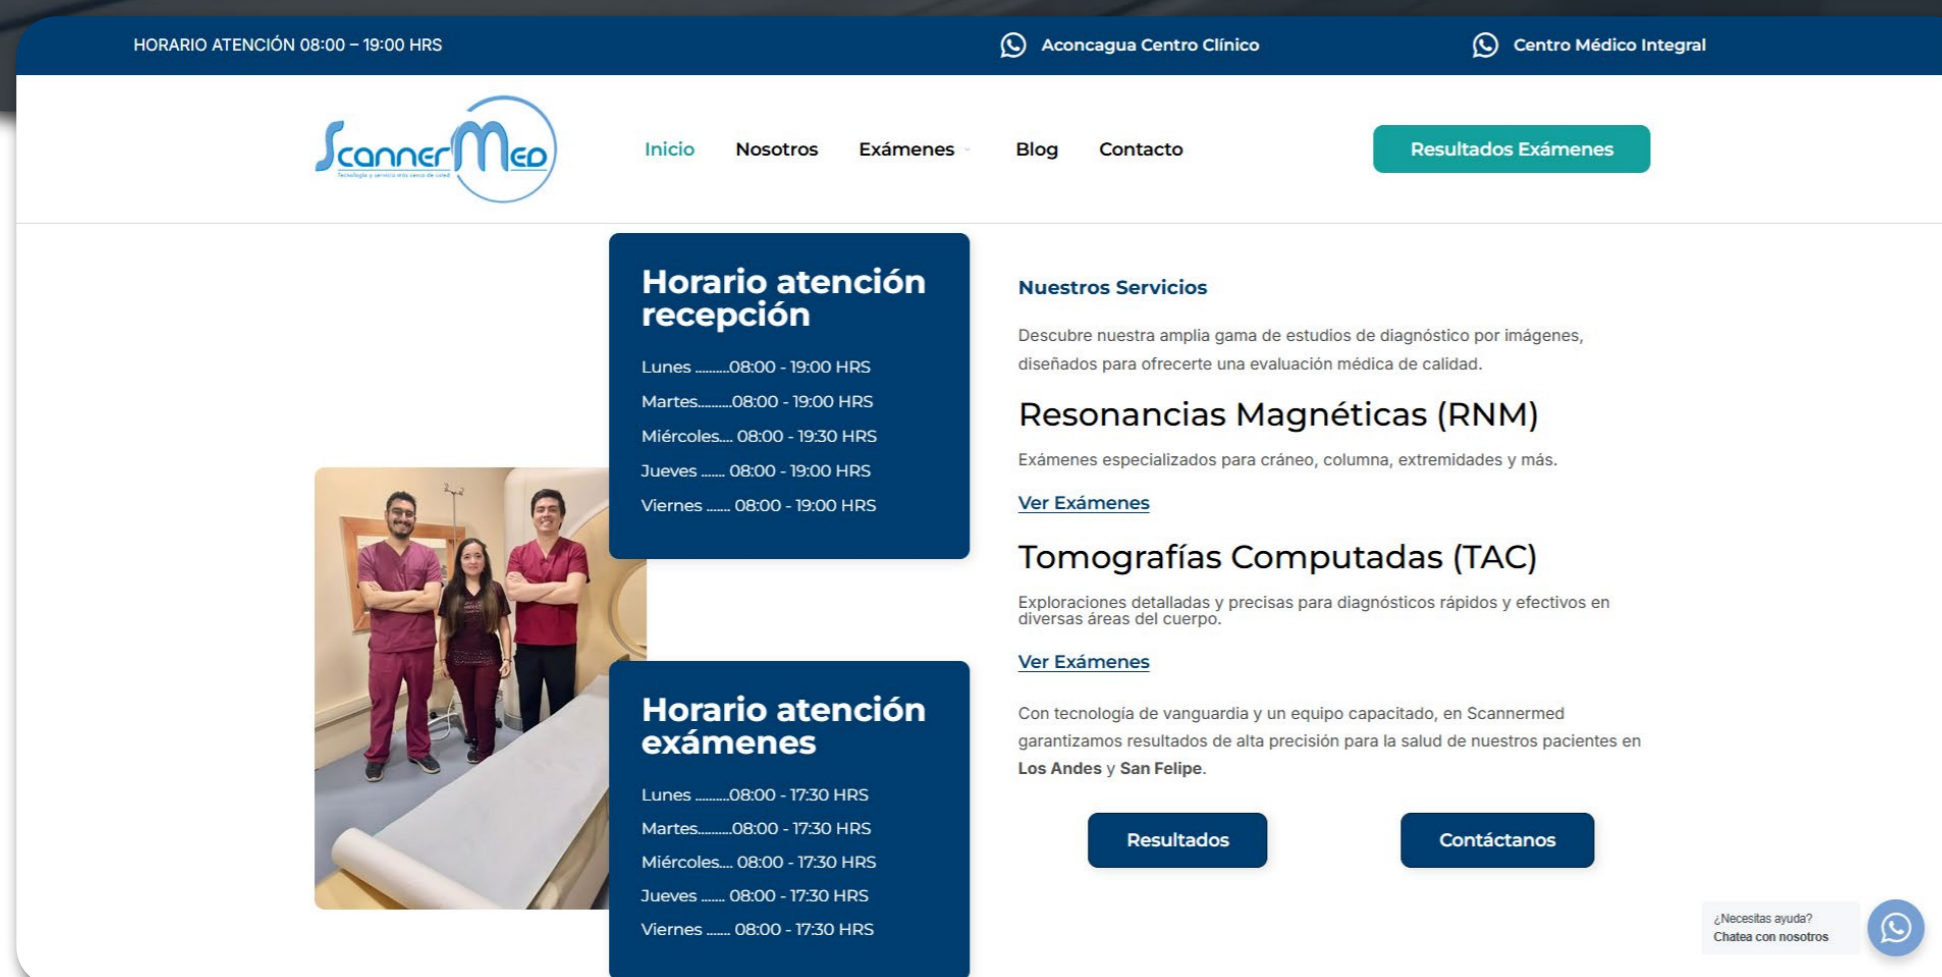 HORARIO ATENCIÓN 08:00 – 19:00 HRS
Aconcagua Centro Clínico
Centro Médico Integral
ScannerMED
Tecnología y servicio más cerca de usted
Inicio
Nosotros
Exámenes
Blog
Contacto
Resultados Exámenes
Horario atención
recepción
Lunes .........08:00 - 19:00 HRS
Martes.........08:00 - 19:00 HRS
Miércoles.... 08:00 - 19:30 HRS
Jueves ....... 08:00 - 19:00 HRS
Viernes ....... 08:00 - 19:00 HRS
Horario atención
exámenes
Lunes .........08:00 - 17:30 HRS
Martes.........08:00 - 17:30 HRS
Miércoles.... 08:00 - 17:30 HRS
Jueves ....... 08:00 - 17:30 HRS
Viernes ....... 08:00 - 17:30 HRS
Nuestros Servicios
Descubre nuestra amplia gama de estudios de diagnóstico por imágenes,
diseñados para ofrecerte una evaluación médica de calidad.
Resonancias Magnéticas (RNM)
Exámenes especializados para cráneo, columna, extremidades y más.
Ver Exámenes
Tomografías Computadas (TAC)
Exploraciones detalladas y precisas para diagnósticos rápidos y efectivos en
diversas áreas del cuerpo.
Ver Exámenes
Con tecnología de vanguardia y un equipo capacitado, en Scannermed
garantizamos resultados de alta precisión para la salud de nuestros pacientes en
Los Andes y San Felipe.
Resultados
Contáctanos
¿Necesitas ayuda?
Chatea con nosotros